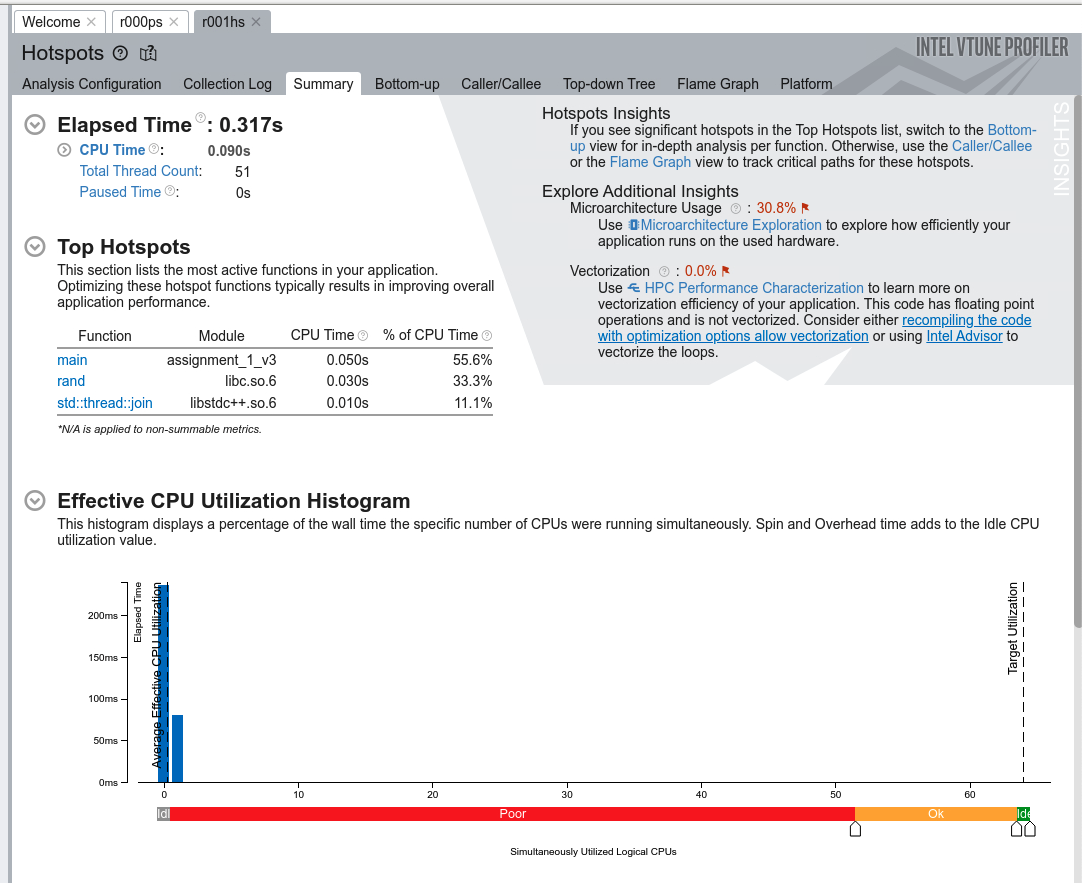 Welcome
r000ps
r001hs
Hotspots
INTEL VTUNE PROFILER
Analysis Configuration Collection Log Summary Bottom-up Caller/Callee Top-down Tree Flame Graph Platform
Elapsed Time : 0.317s
CPU Time : 0.090s
Total Thread Count: 51
Paused Time : 0s
Top Hotspots
This section lists the most active functions in your application.
Optimizing these hotspot functions typically results in improving overall
application performance.
Function Module CPU Time % of CPU Time
main assignment_1_v3 0.050s 55.6%
rand libc.so.6 0.030s 33.3%
std::thread::join libstdc++.so.6 0.010s 11.1%
*N/A is applied to non-summable metrics.
Hotspots Insights
If you see significant hotspots in the Top Hotspots list, switch to the Bottom-
up view for in-depth analysis per function. Otherwise, use the Caller/Callee
or the Flame Graph view to track critical paths for these hotspots.
Explore Additional Insights
Microarchitecture Usage : 30.8%
Use Microarchitecture Exploration to explore how efficiently your
application runs on the used hardware.
Vectorization : 0.0%
Use HPC Performance Characterization to learn more on
vectorization efficiency of your application. This code has floating point
operations and is not vectorized. Consider either recompiling the code
with optimization options allow vectorization or using Intel Advisor to
vectorize the loops.
INSIGHTS
Effective CPU Utilization Histogram
This histogram displays a percentage of the wall time the specific number of CPUs were running simultaneously. Spin and Overhead time adds to the Idle CPU
utilization value.
Elapsed Time
200ms
150ms
100ms
50ms
0ms
Average Effective CPU Utilization
Target Utilization
0 10 20 30 40 50 60
Idl Poor Ok Ide
Simultaneously Utilized Logical CPUs